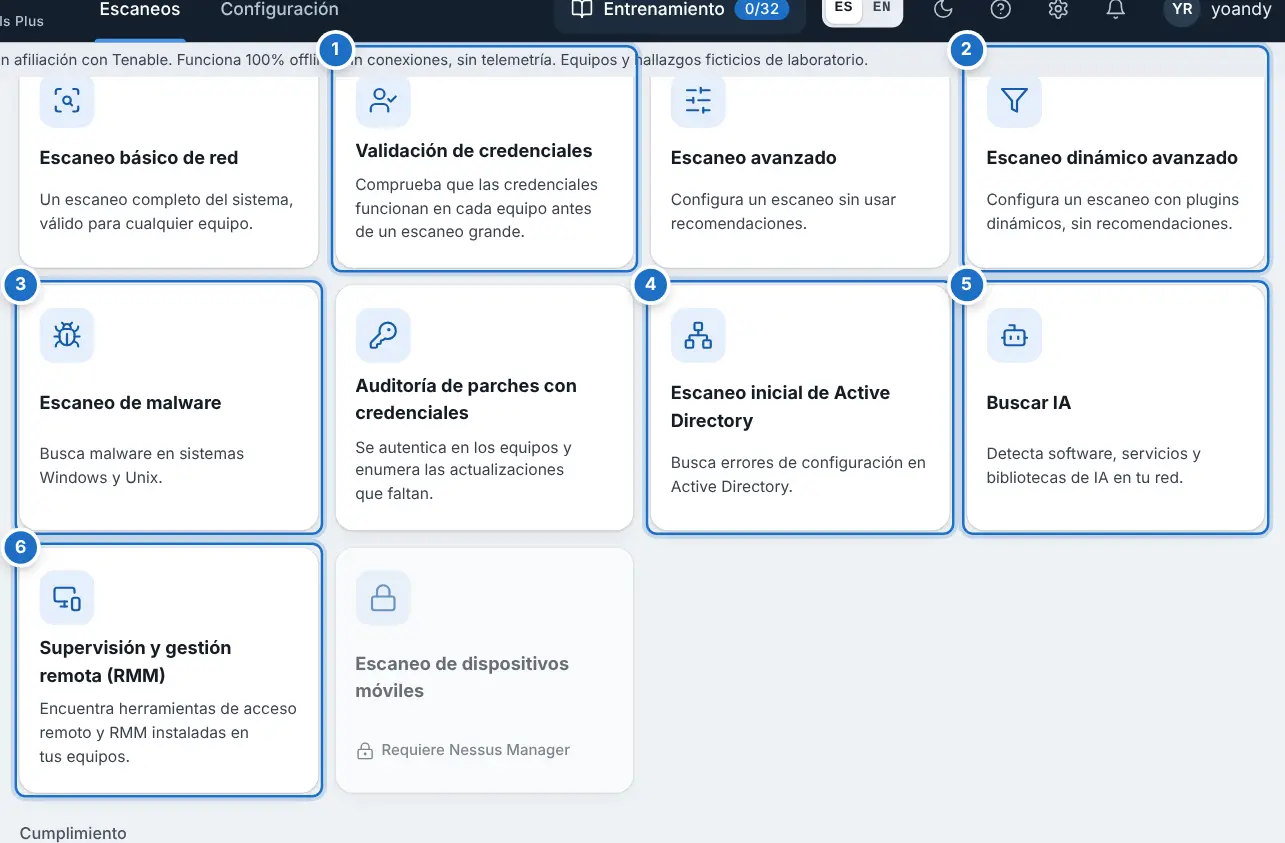 ls Plus
Escaneos
Configuración
Entrenamiento 0/32
ES EN
YR yoandy
n afiliación con Tenable. Funciona 100% offli n conexiones, sin telemetría. Equipos y hallazgos ficticios de laboratorio.
1
2
Escaneo básico de red
Un escaneo completo del sistema,
válido para cualquier equipo.
Validación de credenciales
Comprueba que las credenciales
funcionan en cada equipo antes
de un escaneo grande.
Escaneo avanzado
Configura un escaneo sin usar
recomendaciones.
Escaneo dinámico avanzado
Configura un escaneo con plugins
dinámicos, sin recomendaciones.
3
Escaneo de malware
Busca malware en sistemas
Windows y Unix.
Auditoría de parches con
credenciales
Se autentica en los equipos y
enumera las actualizaciones
que faltan.
4
Escaneo inicial de Active
Directory
Busca errores de configuración en
Active Directory.
5
Buscar IA
Detecta software, servicios y
bibliotecas de IA en tu red.
6
Supervisión y gestión
remota (RMM)
Encuentra herramientas de acceso
remoto y RMM instaladas en
tus equipos.
Escaneo de dispositivos
móviles
Requiere Nessus Manager
Cumplimiento